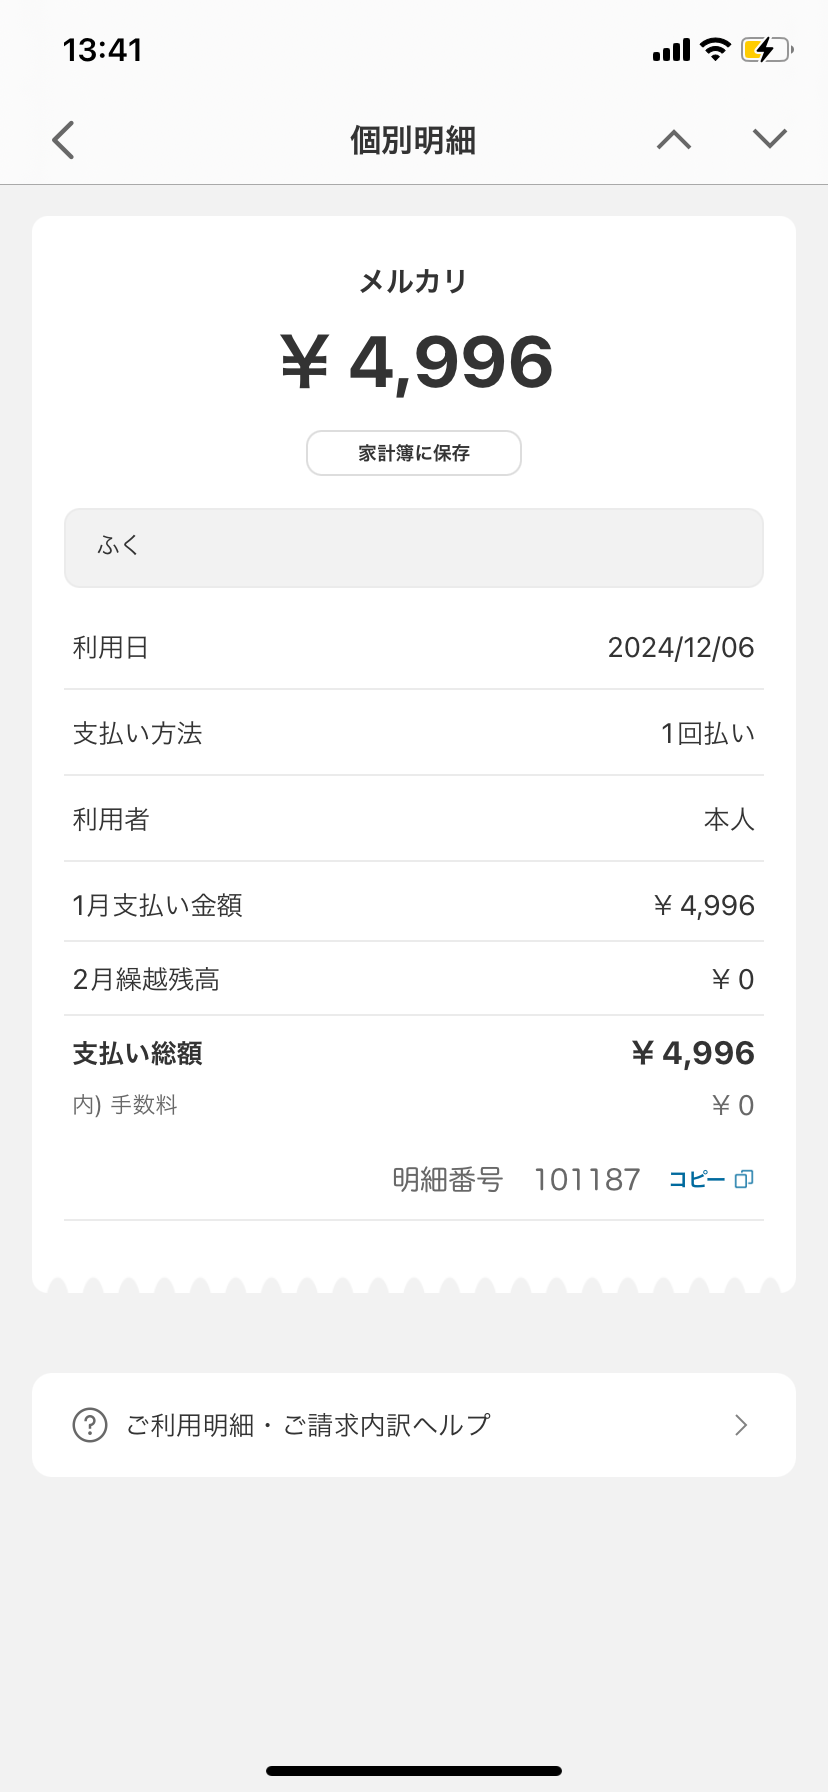 13:41
個別明細
メルカリ
¥ 4,996
家計簿に保存
ふく
利用日 2024/12/06
支払い方法 1回払い
利用者 本人
1月支払い金額 ¥ 4,996
2月繰越残高 ¥ 0
支払い総額 ¥ 4,996
内) 手数料 ¥ 0
明細番号 101187 コピー
ご利用明細・ご請求内訳ヘルプ